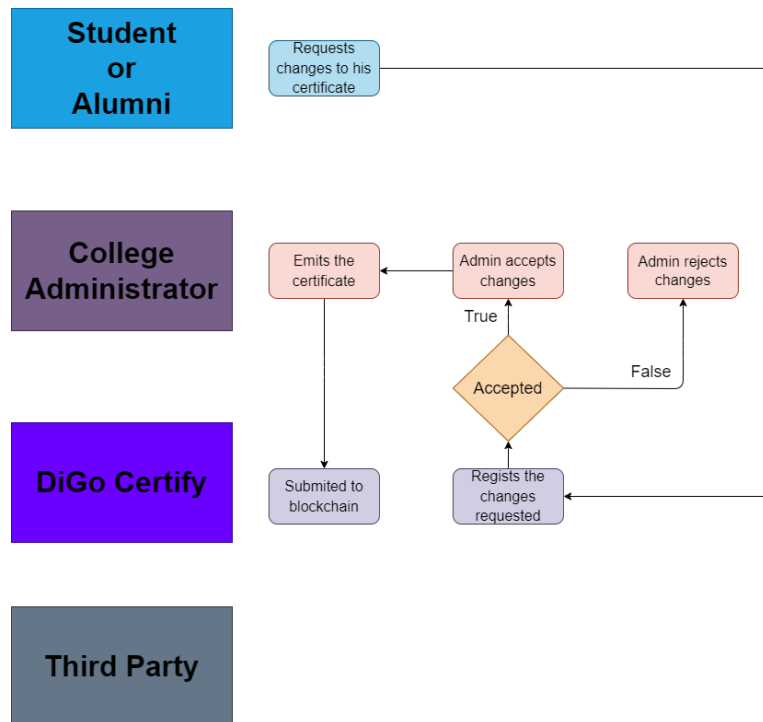 Student
or
Alumni
Requests
changes to his
certificate
College
Administrator
Emits the
certificate
Admin accepts
changes
Admin rejects
changes
True
False
Accepted
DiGo Certify
Submited to
blockchain
Regists the
changes
requested
Third Party